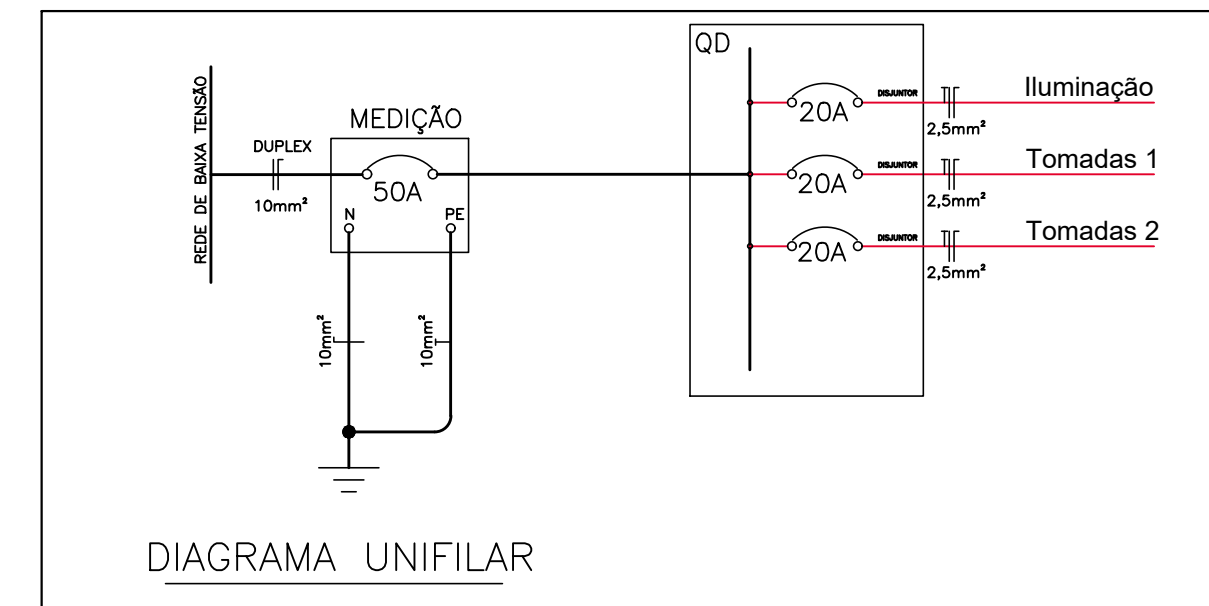 REDE DE BAIXA TENSÃO
DUPLEX
10mm²
MEDIÇÃO
50A
N
PE
10mm²
10mm²
QD
20A
DISJUNTOR
2,5mm²
Iluminação
20A
DISJUNTOR
2,5mm²
Tomadas 1
20A
DISJUNTOR
2,5mm²
Tomadas 2
DIAGRAMA UNIFILAR